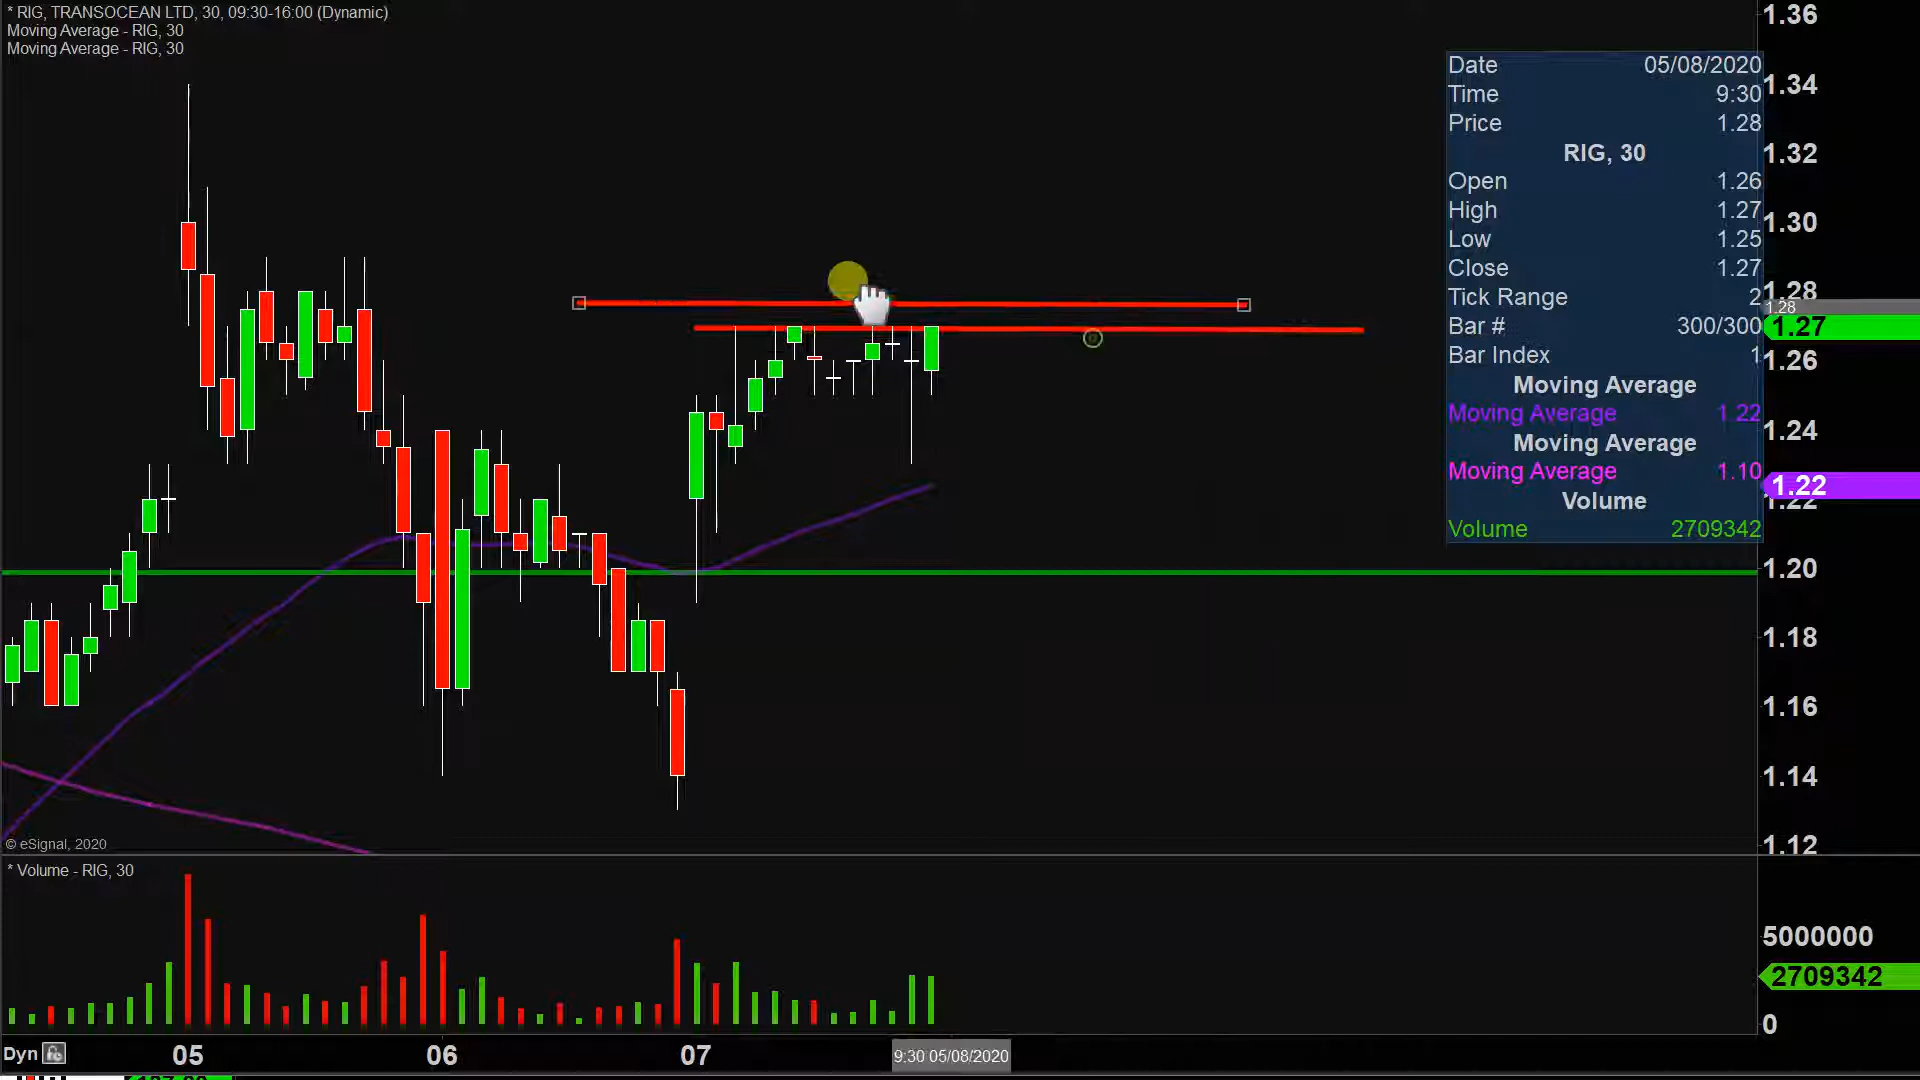 * RIG, TRANSOCEAN LTD, 30, 09:30-16:00 (Dynamic)
Moving Average - RIG, 30
Moving Average - RIG, 30
Date 05/08/2020
Time 9:30
Price 1.28
RIG, 30
Open 1.26
High 1.27
Low 1.25
Close 1.27
Tick Range 2
Bar # 300/300
Bar Index 1
Moving Average
Moving Average 1.22
Moving Average
Moving Average 1.10
Volume
Volume 2709342
1.36
1.34
1.32
1.30
1.28
1.28
1.27
1.26
1.24
1.22
1.22
1.20
1.18
1.16
1.14
1.12
© eSignal, 2020
* Volume - RIG, 30
5000000
2709342
0
Dyn
05
06
07
9:30 05/08/2020